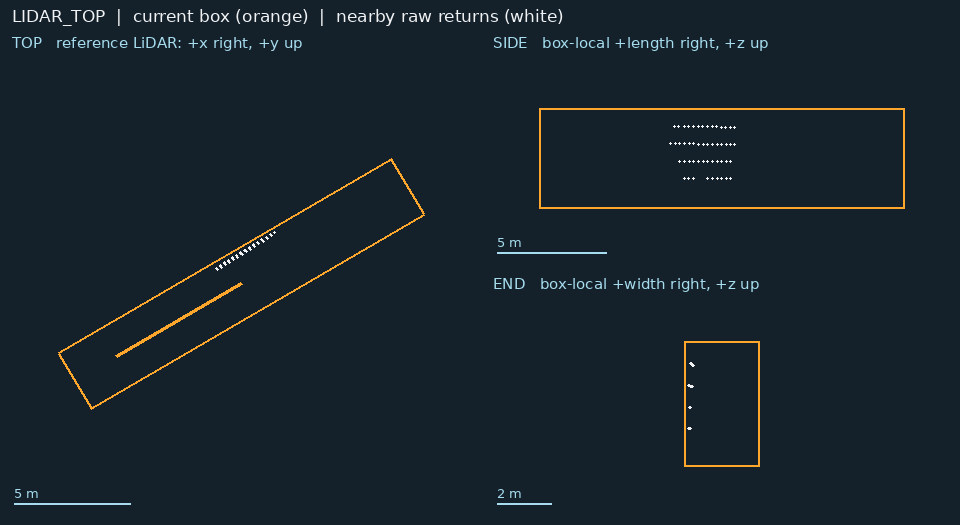 LIDAR_TOP | current box (orange) | nearby raw returns (white)
TOP reference LiDAR: +x right, +y up
SIDE box-local +length right, +z up
5 m
END box-local +width right, +z up
5 m
2 m